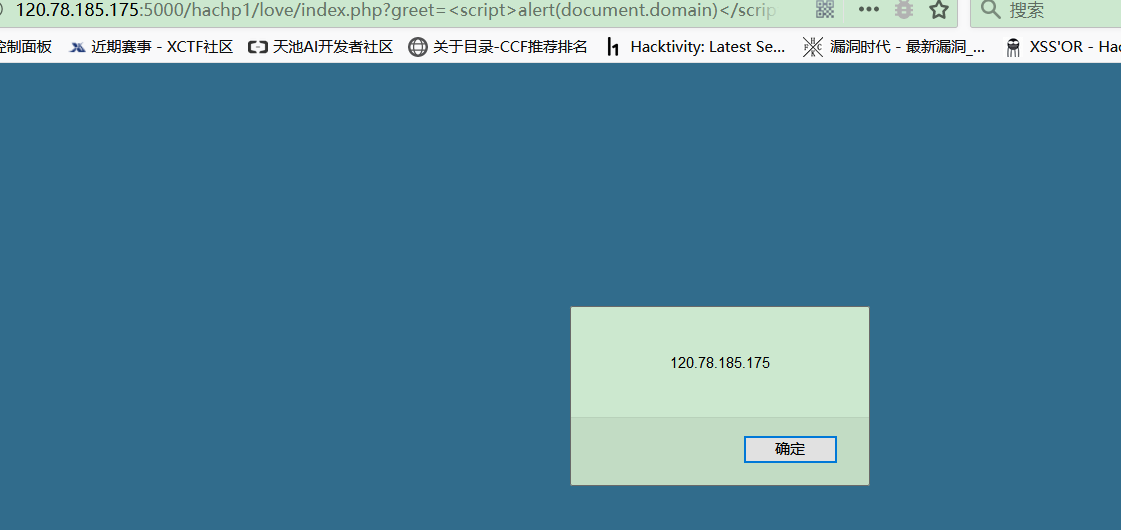 120.78.185.175:5000/hachp1/love/index.php?greet=<script>alert(document.domain)</scrip
搜索
控制面板 近期赛事 - XCTF社区 天池AI开发者社区 关于目录-CCF推荐排名 Hacktivity: Latest Se... 漏洞时代 - 最新漏洞_... XSS'OR - Hac
120.78.185.175
确定